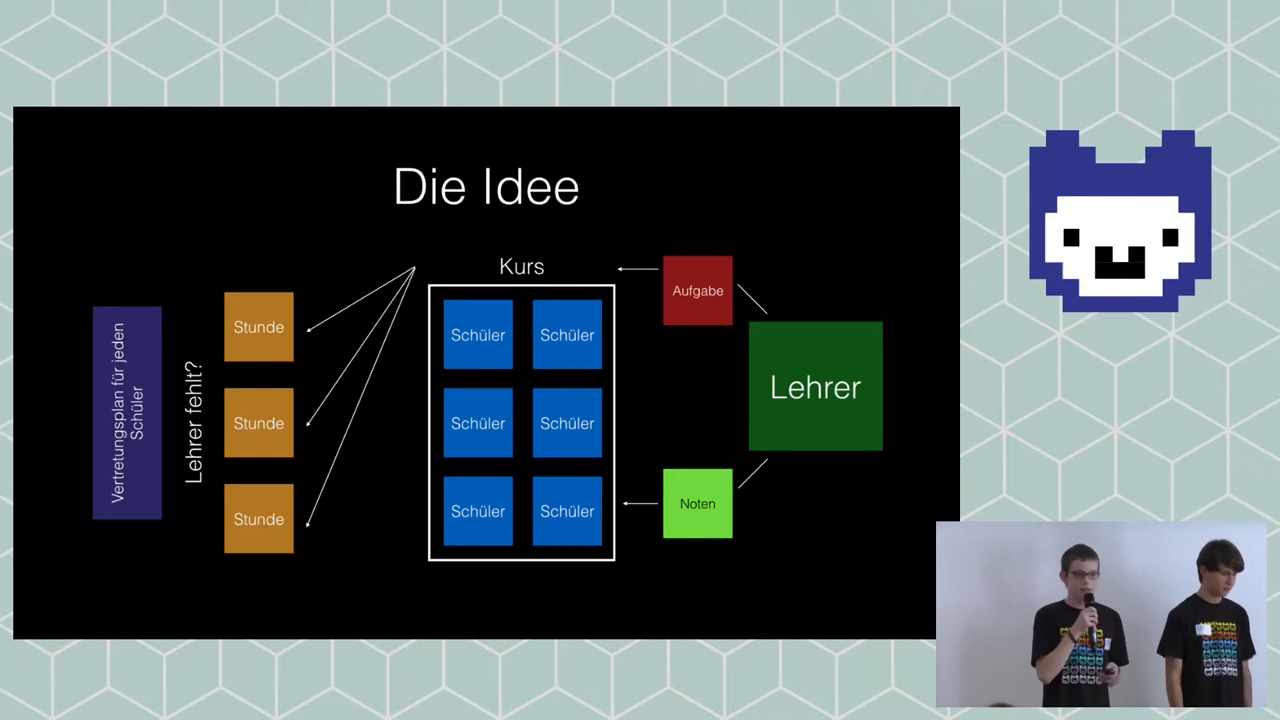 Die Idee
Kurs
Vertretungsplan für jeden
Schüler
Lehrer fehlt?
Stunde
Stunde
Stunde
Schüler
Schüler
Schüler
Schüler
Schüler
Schüler
Aufgabe
Noten
Lehrer